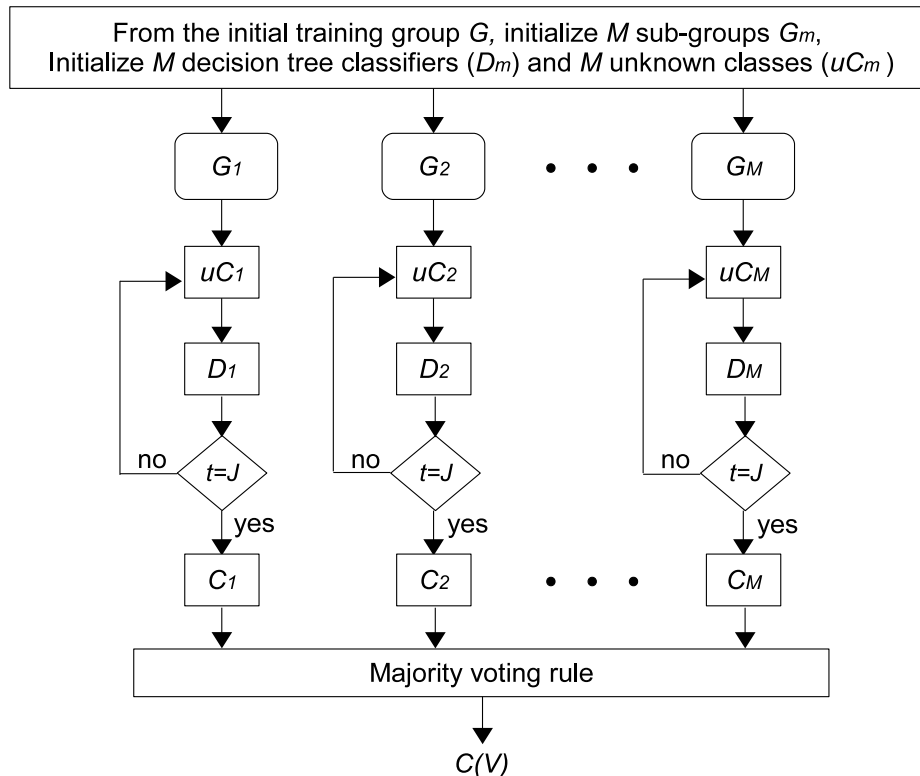 From the initial training group G, initialize M sub-groups Gm,
Initialize M decision tree classifiers (Dm) and M unknown classes (uCm)
G1 G2 • • • GM
uC1 uC2 uCM
D1 D2 DM
no t=J no t=J no t=J
yes yes yes
C1 C2 • • • CM
Majority voting rule
C(V)